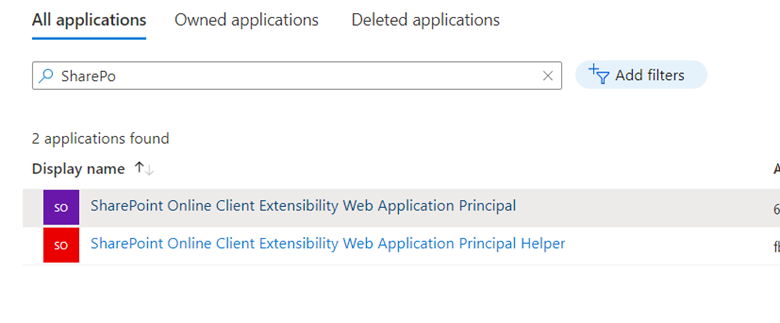 All applications Owned applications Deleted applications
SharePo Add filters
2 applications found
Display name A
SO SharePoint Online Client Extensibility Web Application Principal 6
SO SharePoint Online Client Extensibility Web Application Principal Helper